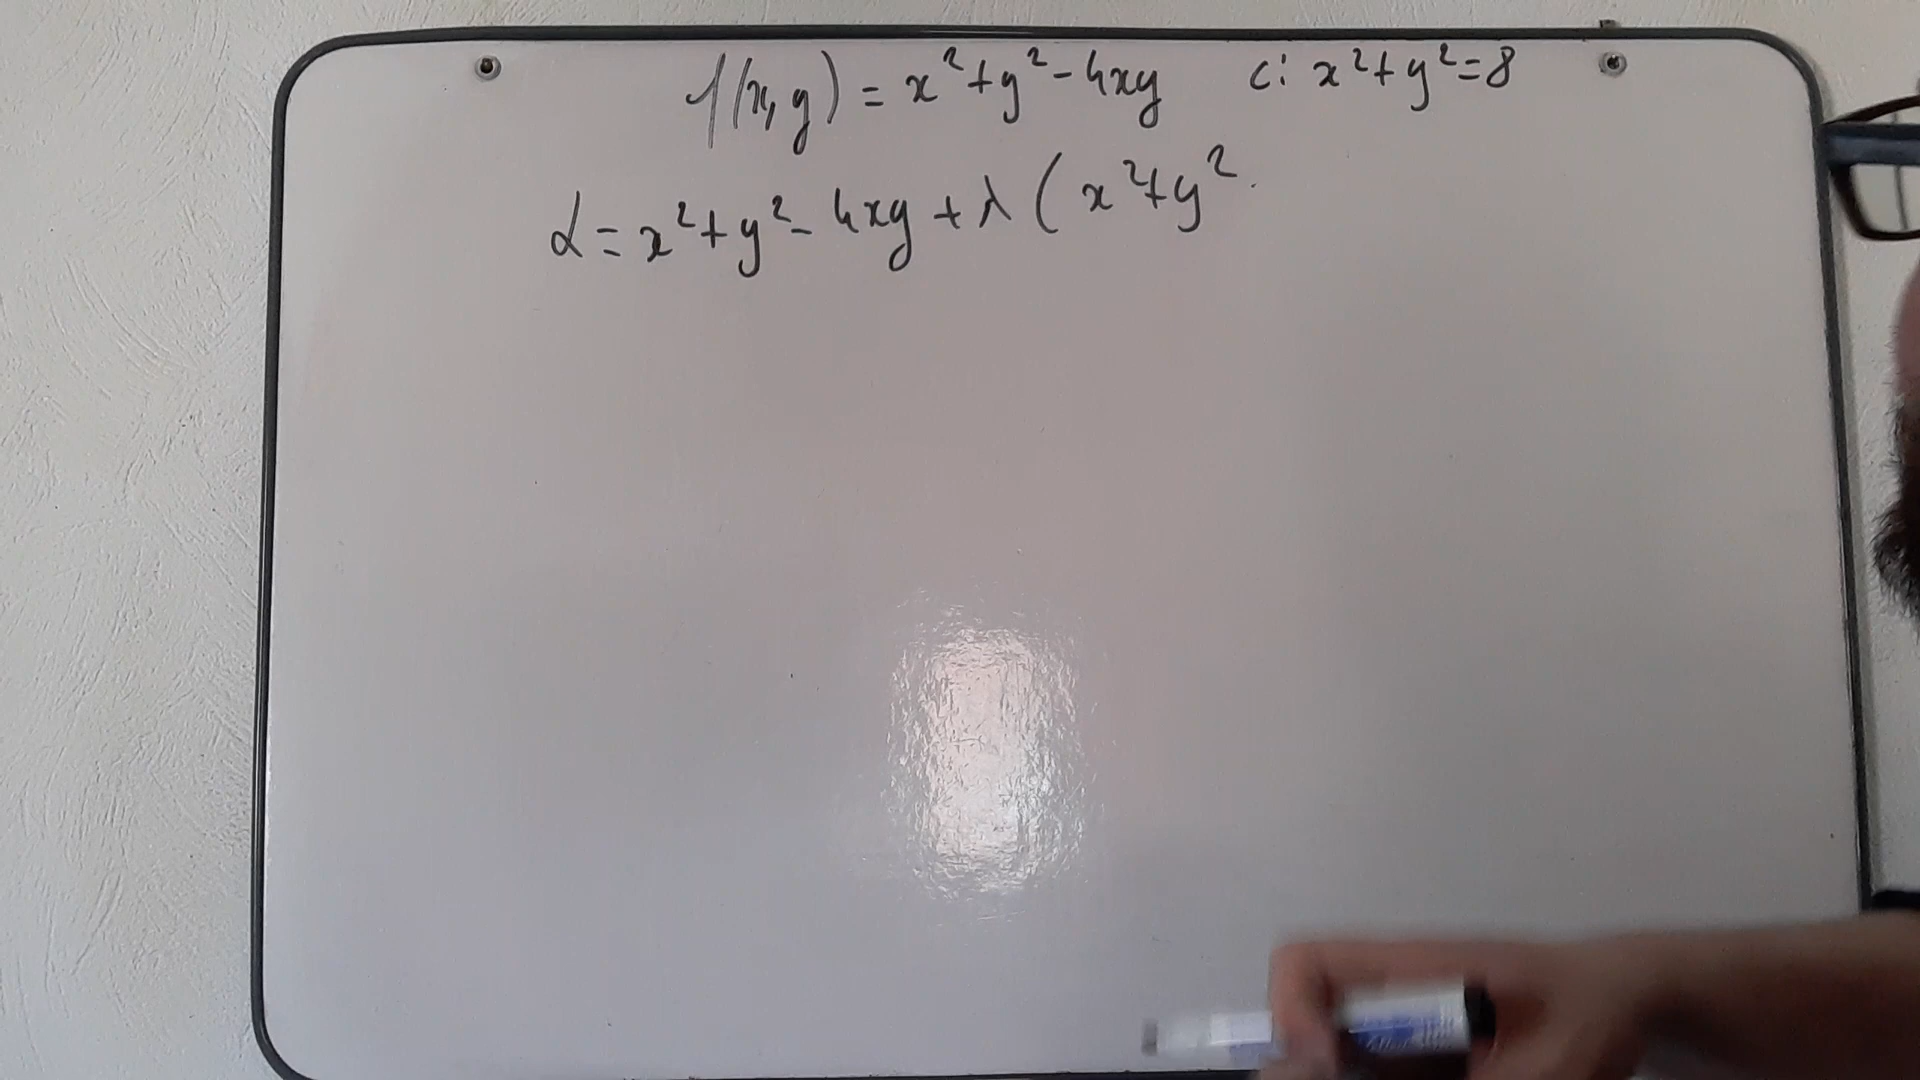 f(x,y) = x²+y²-4xy c: x²+y²=8
L = x²+y²- 4xy + λ ( x²+y²